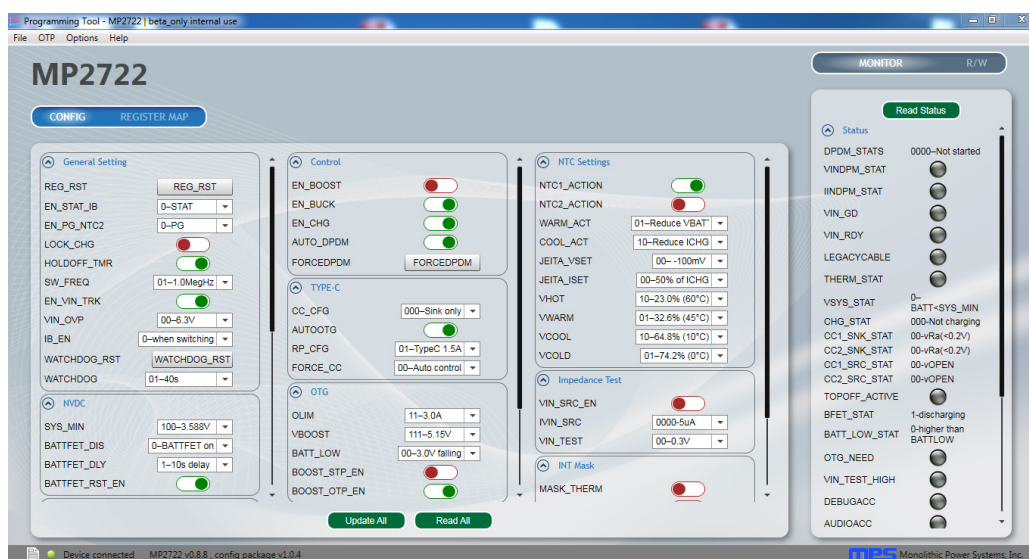 Programming Tool - MP2722 | beta_only internal use
File OTP Options Help
MP2722
MONITOR R/W
CONFIG REGISTER MAP
General Setting
REG_RST REG_RST
EN_STAT_IB 0–STAT
EN_PG_NTC2 0–PG
LOCK_CHG
HOLDOFF_TMR
SW_FREQ 01–1.0MegHz
EN_VIN_TRK
VIN_OVP 00–6.3V
IB_EN 0–when switching
WATCHDOG_RST WATCHDOG_RST
WATCHDOG 01–40s
NVDC
SYS_MIN 100–3.588V
BATTFET_DIS 0–BATTFET on
BATTFET_DLY 1–10s delay
BATTFET_RST_EN
Control
EN_BOOST
EN_BUCK
EN_CHG
AUTO_DPDM
FORCEDPDM FORCEDPDM
TYPE-C
CC_CFG 000–Sink only
AUTOOTG
RP_CFG 01–TypeC 1.5A
FORCE_CC 00–Auto control
OTG
OLIM 11–3.0A
VBOOST 111–5.15V
BATT_LOW 00–3.0V falling
BOOST_STP_EN
BOOST_OTP_EN
NTC Settings
NTC1_ACTION
NTC2_ACTION
WARM_ACT 01–Reduce VBAT
COOL_ACT 10–Reduce ICHG
JEITA_VSET 00– -100mV
JEITA_ISET 00–50% of ICHG
VHOT 10–23.0% (60°C)
VWARM 01–32.6% (45°C)
VCOOL 10–64.8% (10°C)
VCOLD 01–74.2% (0°C)
Impedance Test
VIN_SRC_EN
IVIN_SRC 0000-5uA
VIN_TEST 00–0.3V
INT Mask
MASK_THERM
Update All Read All
Read Status
Status
DPDM_STATS 0000–Not started
VINDPM_STAT
IINDPM_STAT
VIN_GD
VIN_RDY
LEGACYCABLE
THERM_STAT
VSYS_STAT 0–
BATT<SYS_MIN
CHG_STAT 000-Not charging
CC1_SNK_STAT 00-vRa(<0.2V)
CC2_SNK_STAT 00-vRa(<0.2V)
CC1_SRC_STAT 00-vOPEN
CC2_SRC_STAT 00-vOPEN
TOPOFF_ACTIVE
BFET_STAT 1-discharging
BATT_LOW_STAT 0-higher than
BATTLOW
OTG_NEED
VIN_TEST_HIGH
DEBUGACC
AUDIOACC
Device connected MP2722 v0.8.8 , config package v1.0.4
mps Monolithic Power Systems, Inc.